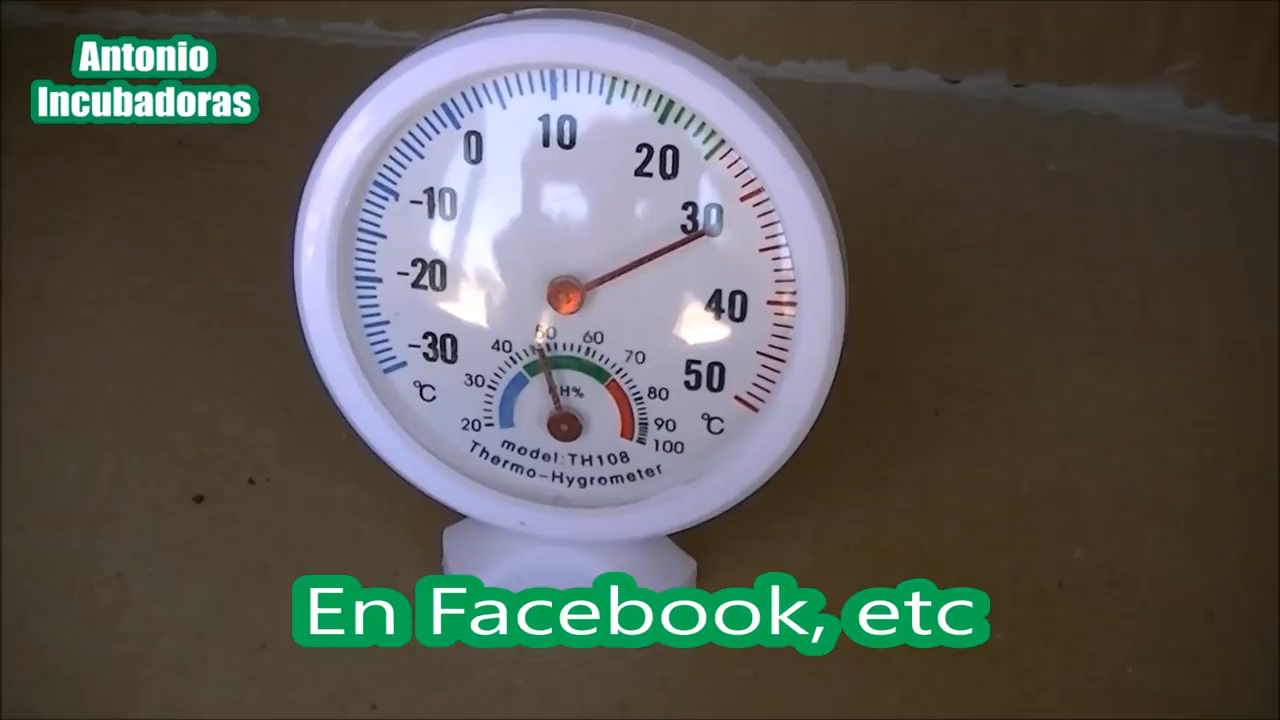 Antonio
Incubadoras
0
10
20
-10
30
-20
40
-30
50
°C
°C
20
30
40
50
60
70
80
90
100
RH%
model:TH108
Thermo-Hygrometer
En Facebook, etc